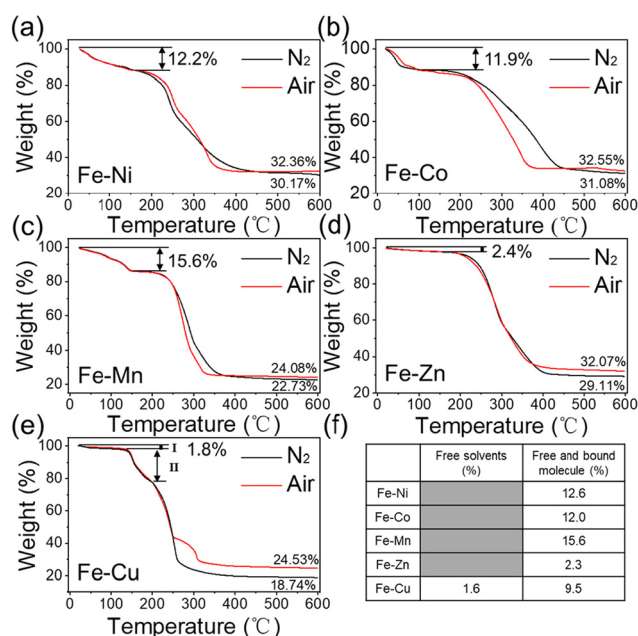 (a)
100
80
60
40
20
0 100 200 300 400 500 600
Weight (%)
Temperature (℃)
12.2%
N₂
Air
32.36%
30.17%
Fe-Ni
(b)
100
80
60
40
20
0 100 200 300 400 500 600
Weight (%)
Temperature (℃)
11.9%
N₂
Air
32.55%
31.08%
Fe-Co
(c)
100
80
60
40
20
0 100 200 300 400 500 600
Weight (%)
Temperature (℃)
15.6%
N₂
Air
24.08%
22.73%
Fe-Mn
(d)
100
80
60
40
20
0 100 200 300 400 500 600
Weight (%)
Temperature (℃)
2.4%
N₂
Air
32.07%
29.11%
Fe-Zn
(e)
100
80
60
40
20
0 100 200 300 400 500 600
Weight (%)
Temperature (℃)
I 1.8%
II
N₂
Air
24.53%
18.74%
Fe-Cu
(f)
Free solvents Free and bound
(%) molecule (%)
Fe-Ni 12.6
Fe-Co 12.0
Fe-Mn 15.6
Fe-Zn 2.3
Fe-Cu 1.6 9.5